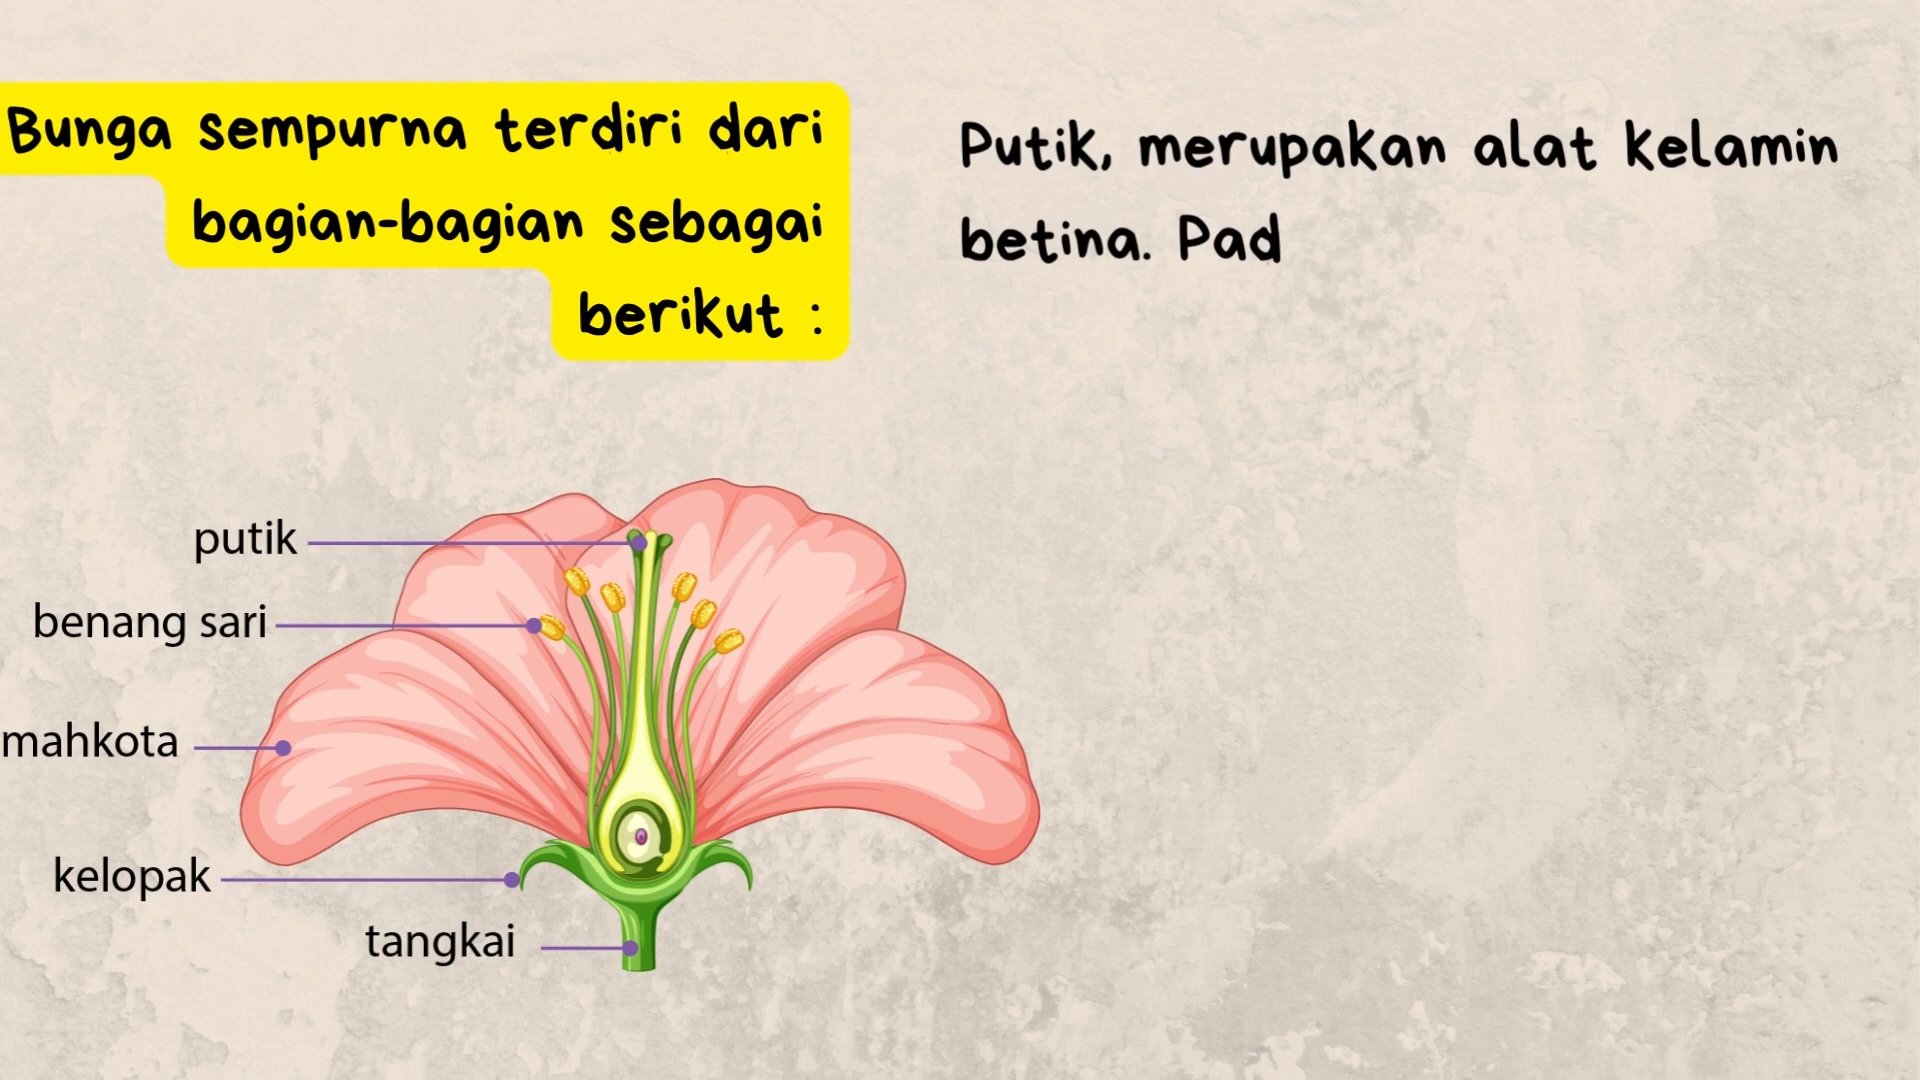 Bunga sempurna terdiri dari
bagian-bagian sebagai
berikut :
Putik, merupakan alat kelamin
betina. Pad
putik
benang sari
mahkota
kelopak
tangkai